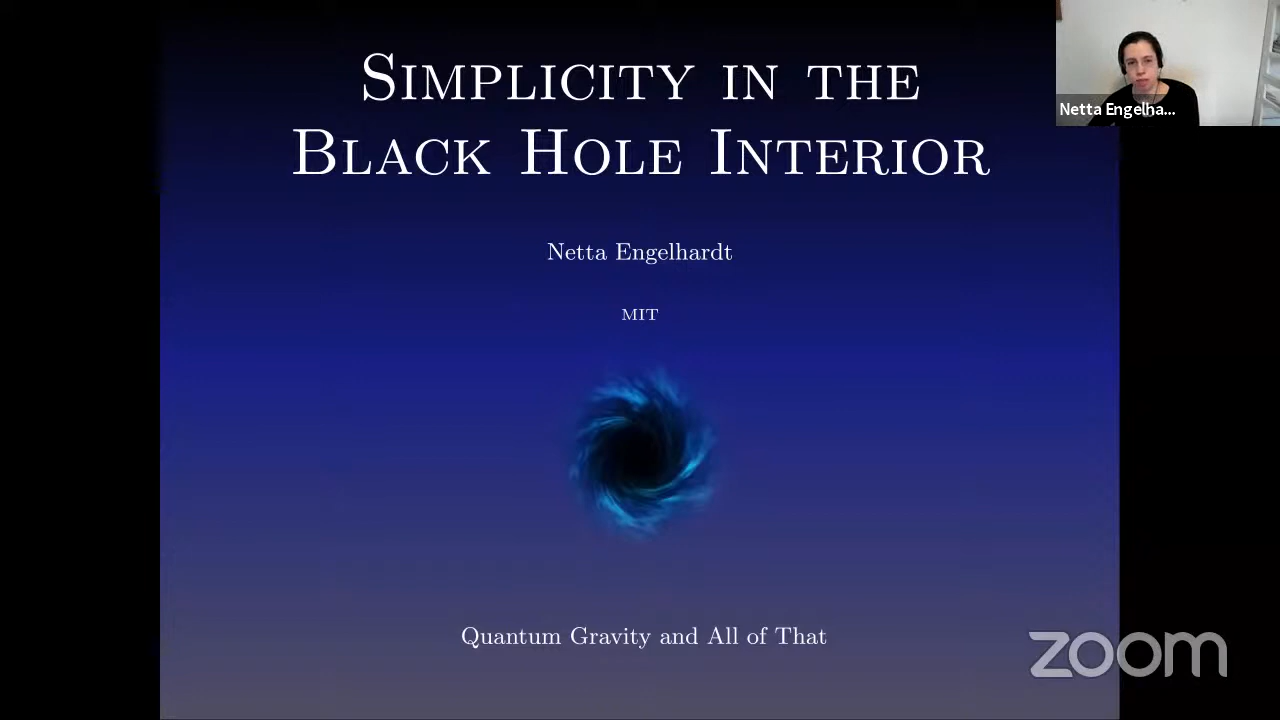 SIMPLICITY IN THE
BLACK HOLE INTERIOR
Netta Engelhardt
MIT
Quantum Gravity and All of That
Netta Engelha...
zoom